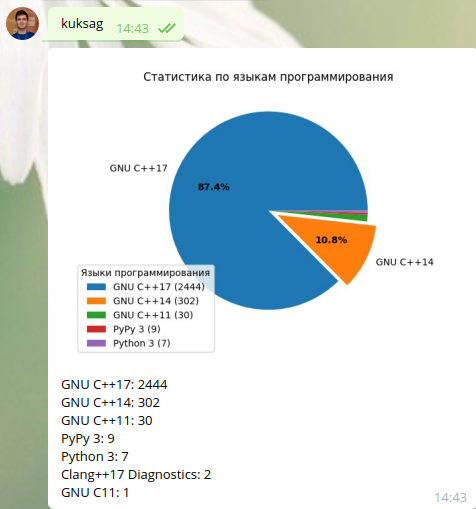 kuksag
14:43
Статистика по языкам программирования
GNU C++17
87.4%
10.8%
GNU C++14
Языки программирования
GNU C++17 (2444)
GNU C++14 (302)
GNU C++11 (30)
PyPy 3 (9)
Python 3 (7)
GNU C++17: 2444
GNU C++14: 302
GNU C++11: 30
PyPy 3: 9
Python 3: 7
Clang++17 Diagnostics: 2
GNU C11: 1
14:43